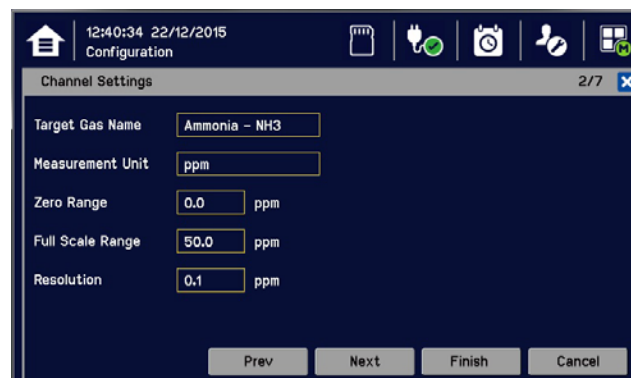 12:40:34 22/12/2015
Configuration
Channel Settings 2/7
Target Gas Name Ammonia - NH3
Measurement Unit ppm
Zero Range 0.0 ppm
Full Scale Range 50.0 ppm
Resolution 0.1 ppm
Prev Next Finish Cancel